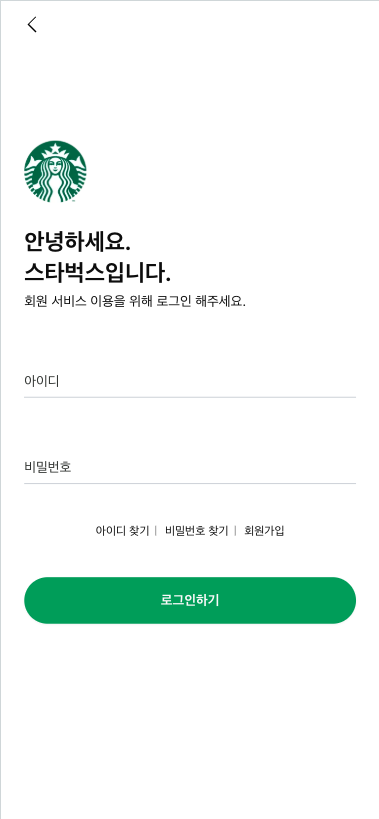 안녕하세요.
스타벅스입니다.
회원 서비스 이용을 위해 로그인 해주세요.
아이디
비밀번호
아이디 찾기 | 비밀번호 찾기 | 회원가입
로그인하기